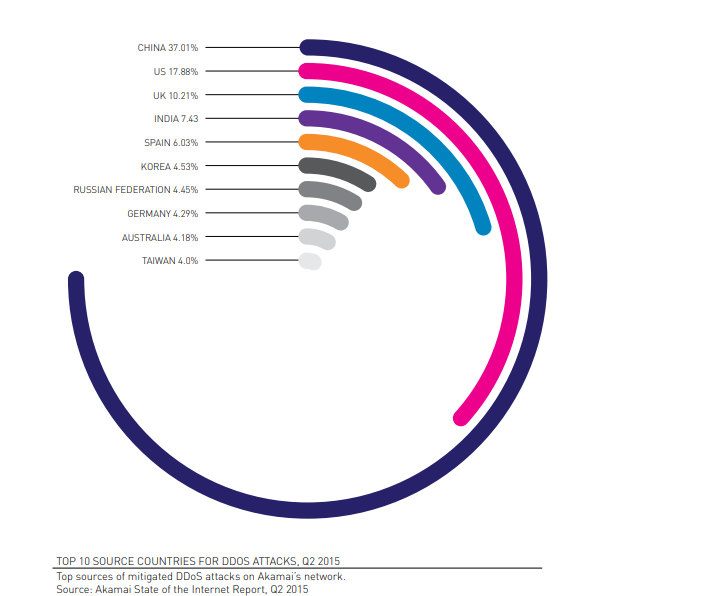 CHINA 37.01%
US 17.88%
UK 10.21%
INDIA 7.43
SPAIN 6.03%
KOREA 4.53%
RUSSIAN FEDERATION 4.45%
GERMANY 4.29%
AUSTRALIA 4.18%
TAIWAN 4.0%
TOP 10 SOURCE COUNTRIES FOR DDOS ATTACKS, Q2 2015
Top sources of mitigated DDoS attacks on Akamai's network.
Source: Akamai State of the Internet Report, Q2 2015